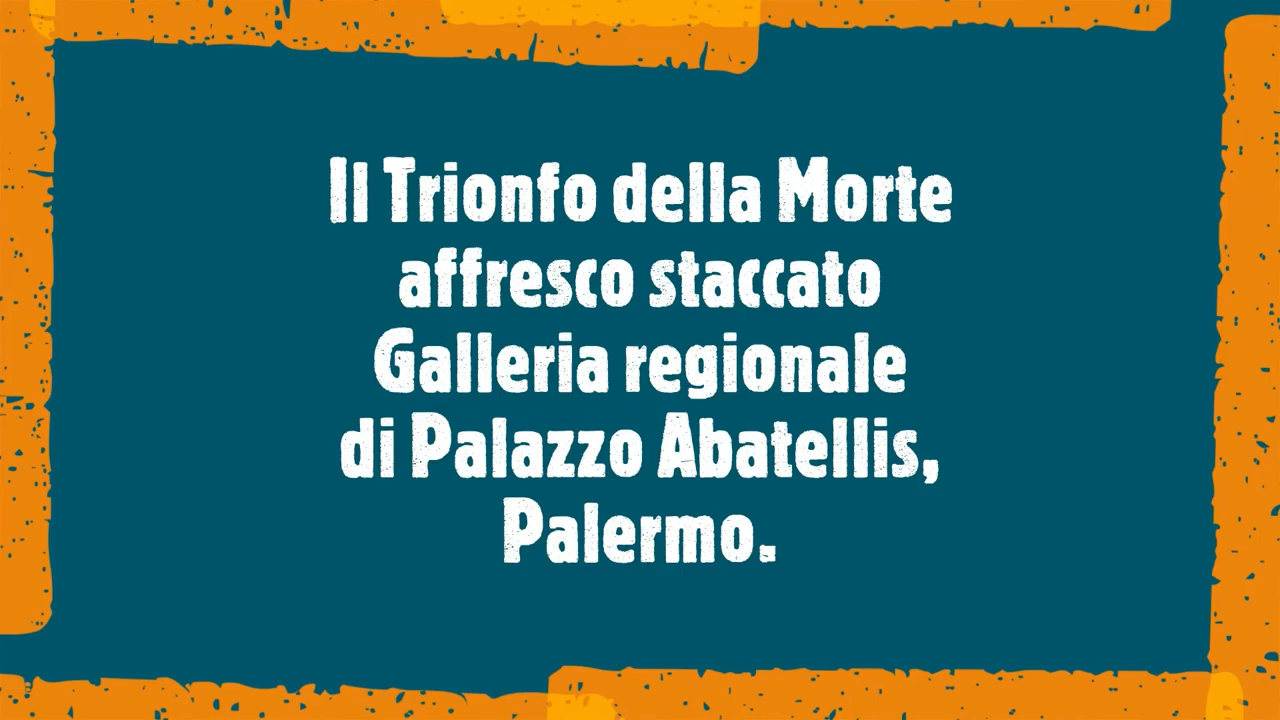 Il Trionfo della Morte
affresco staccato
Galleria regionale
di Palazzo Abatellis,
Palermo.